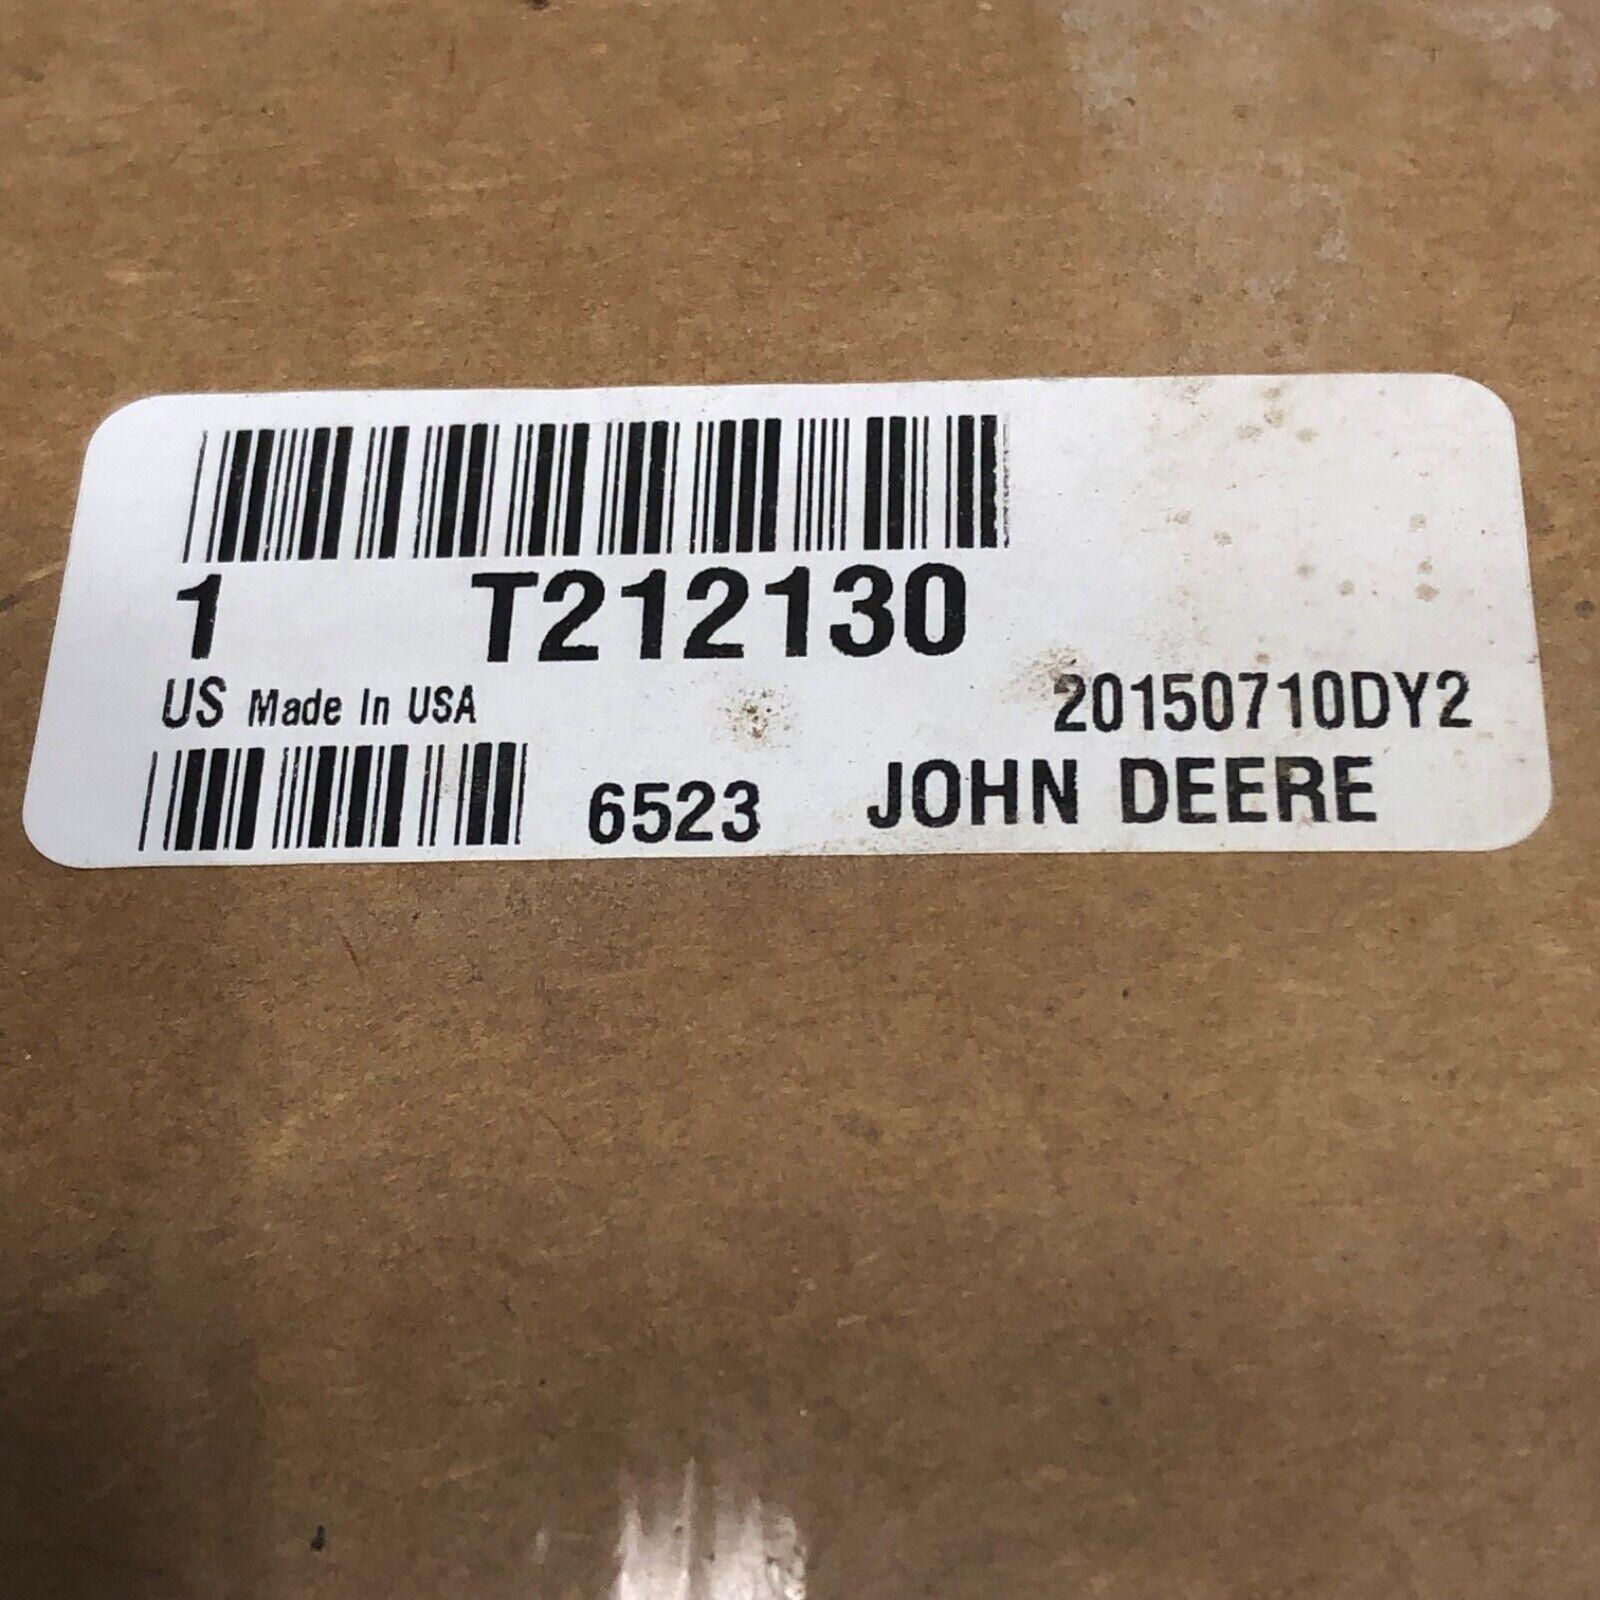 1 T212130
US Made In USA
20150710DY2
6523 JOHN DEERE